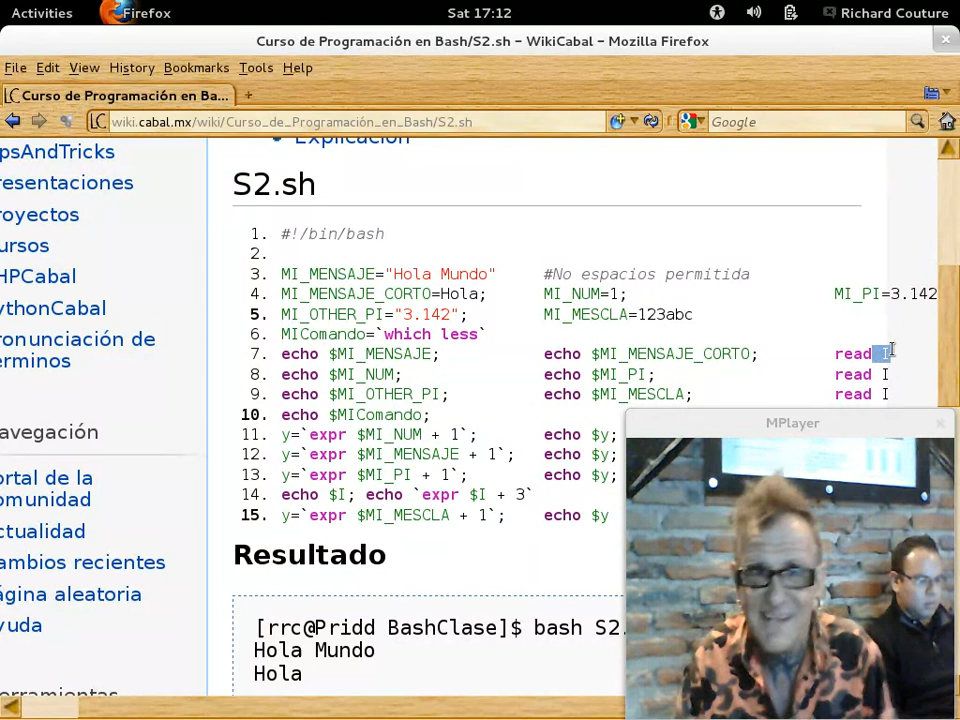 Activities Firefox Sat 17:12 Richard Couture
Curso de Programación en Bash/S2.sh – WikiCabal – Mozilla Firefox
File Edit View History Bookmarks Tools Help
Curso de Programación en Ba...
wiki.cabal.mx/wiki/Curso_de_Programación_en_Bash/S2.sh Google
Explicación
psAndTricks
resentaciones
royectos
ursos
HPCabal
ythonCabal
ronunciación de
erminos
avegación
ortal de la
omunidad
ctualidad
ambios recientes
ágina aleatoria
yuda
erramientas
S2.sh
1. #!/bin/bash
2.
3. MI_MENSAJE="Hola Mundo" #No espacios permitida
4. MI_MENSAJE_CORTO=Hola; MI_NUM=1; MI_PI=3.142
5. MI_OTHER_PI="3.142"; MI_MESCLA=123abc
6. MIComando=`which less`
7. echo $MI_MENSAJE; echo $MI_MENSAJE_CORTO; read I
8. echo $MI_NUM; echo $MI_PI; read I
9. echo $MI_OTHER_PI; echo $MI_MESCLA; read I
10. echo $MIComando;
11. y=`expr $MI_NUM + 1`; echo $y;
12. y=`expr $MI_MENSAJE + 1`; echo $y;
13. y=`expr $MI_PI + 1`; echo $y;
14. echo $I; echo `expr $I + 3`
15. y=`expr $MI_MESCLA + 1`; echo $y
Resultado
[rrc@Pridd BashClase]$ bash S2.
Hola Mundo
Hola
MPlayer